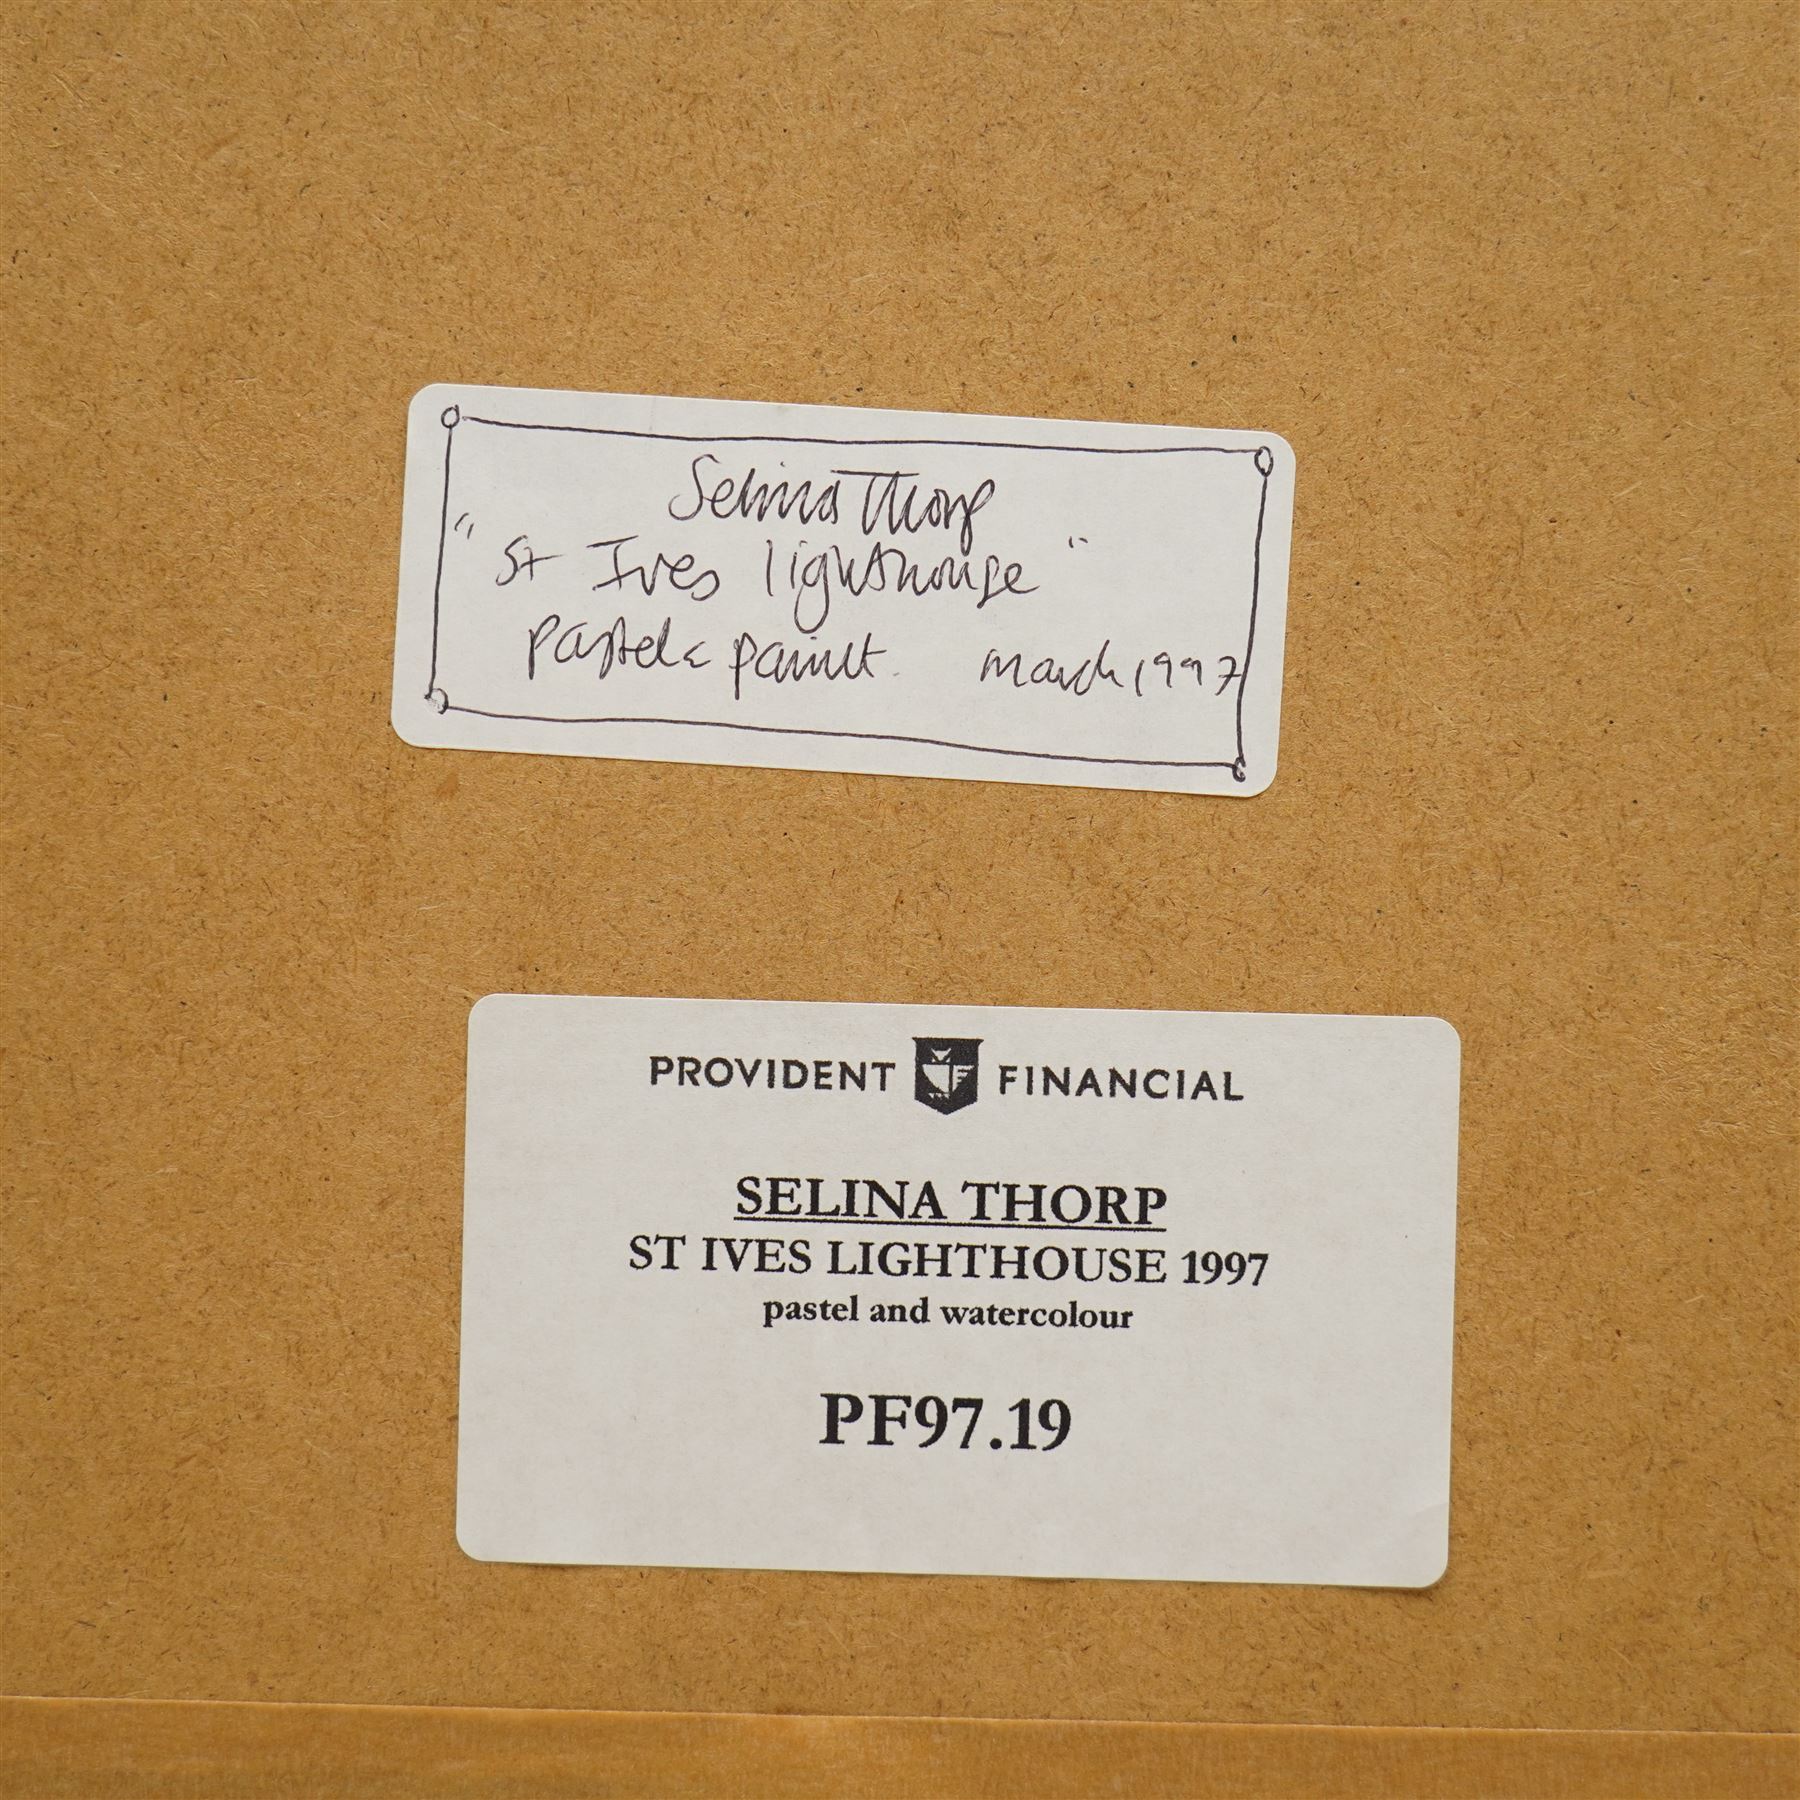 Selina Thorp
"St Ives lighthouse"
pastel & paint. March 1997
PROVIDENT FINANCIAL
SELINA THORP
ST IVES LIGHTHOUSE 1997
pastel and watercolour
PF97.19